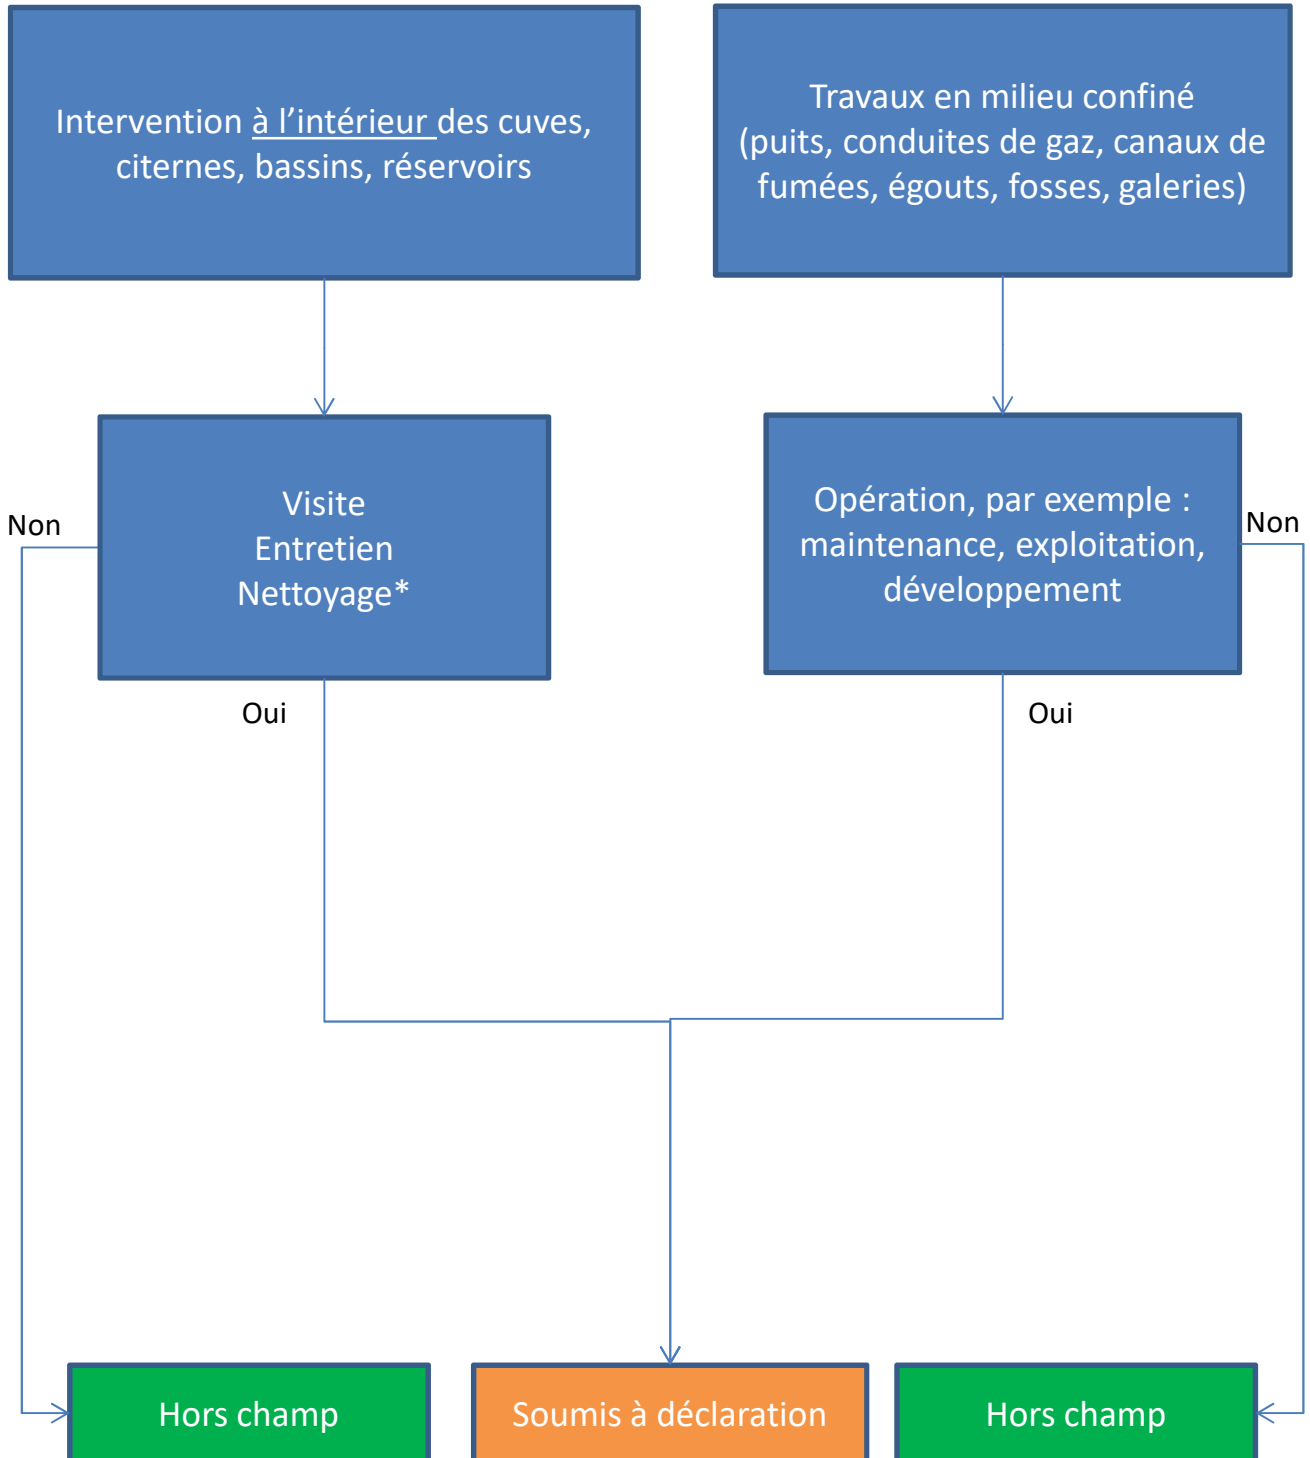 Intervention à l’intérieur des cuves,
citernes, bassins, réservoirs
Travaux en milieu confiné
(puits, conduites de gaz, canaux de
fumées, égouts, fosses, galeries)
Non
Visite
Entretien
Nettoyage*
Opération, par exemple :
maintenance, exploitation,
développement
Non
Oui
Oui
Hors champ
Soumis à déclaration
Hors champ